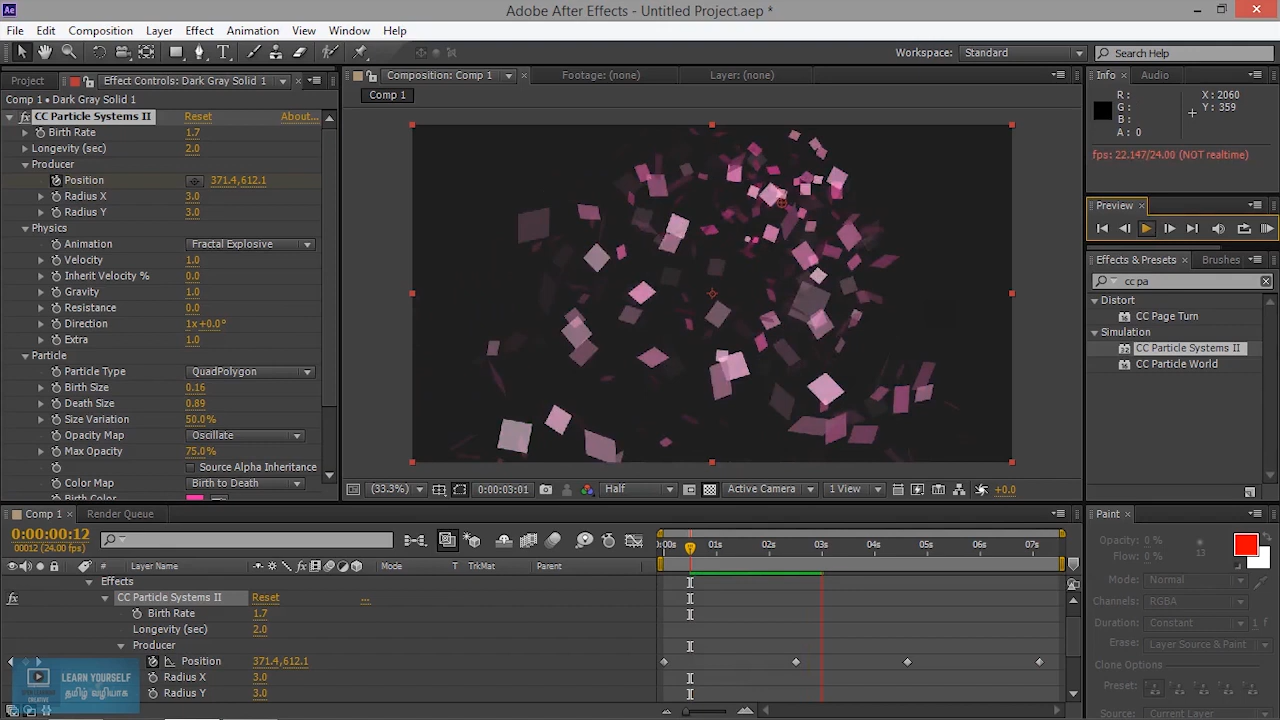 Adobe After Effects - Untitled Project.aep *
File Edit Composition Layer Effect Animation View Window Help
Workspace: Standard Search Help
Project Effect Controls: Dark Gray Solid 1 Composition: Comp 1 Footage: (none) Layer: (none) Info Audio
Comp 1 • Dark Gray Solid 1
Comp 1
CC Particle Systems II Reset About...
Birth Rate 1.7
Longevity (sec) 2.0
Producer
Position 371.4,612.1
Radius X 3.0
Radius Y 3.0
Physics
Animation Fractal Explosive
Velocity 1.0
Inherit Velocity % 0.0
Gravity 1.0
Resistance 0.0
Direction 1x+0.0°
Extra 1.0
Particle
Particle Type QuadPolygon
Birth Size 0.16
Death Size 0.89
Size Variation 50.0%
Opacity Map Oscillate
Max Opacity 75.0%
Source Alpha Inheritance
Color Map Birth to Death
Birth Color
R :
G :
B :
A : 0
X : 2060
Y : 359
fps: 22.147/24.00 (NOT realtime)
Preview
Effects & Presets Brushes
cc pa
Distort
CC Page Turn
Simulation
CC Particle Systems II
CC Particle World
(33.3%) 0:00:03:01 Half Active Camera 1 View +0.0
Comp 1 Render Queue
0:00:00:12
00012 (24.00 fps)
01s 02s 03s 04s 05s 06s 07s
# Layer Name Mode T TrkMat Parent
Effects
CC Particle Systems II Reset ...
Birth Rate 1.7
Longevity (sec) 2.0
Producer
Position 371.4,612.1
Radius X 3.0
Radius Y 3.0
Paint
Opacity: 0 %
Flow: 0 %
13
Mode: Normal
Channels: RGBA
Duration: Constant 1 f
Erase: Layer Source & Paint
Clone Options
Preset:
Source: Current Layer
LEARN YOURSELF
தமிழ் வழியாக
CREATIVE